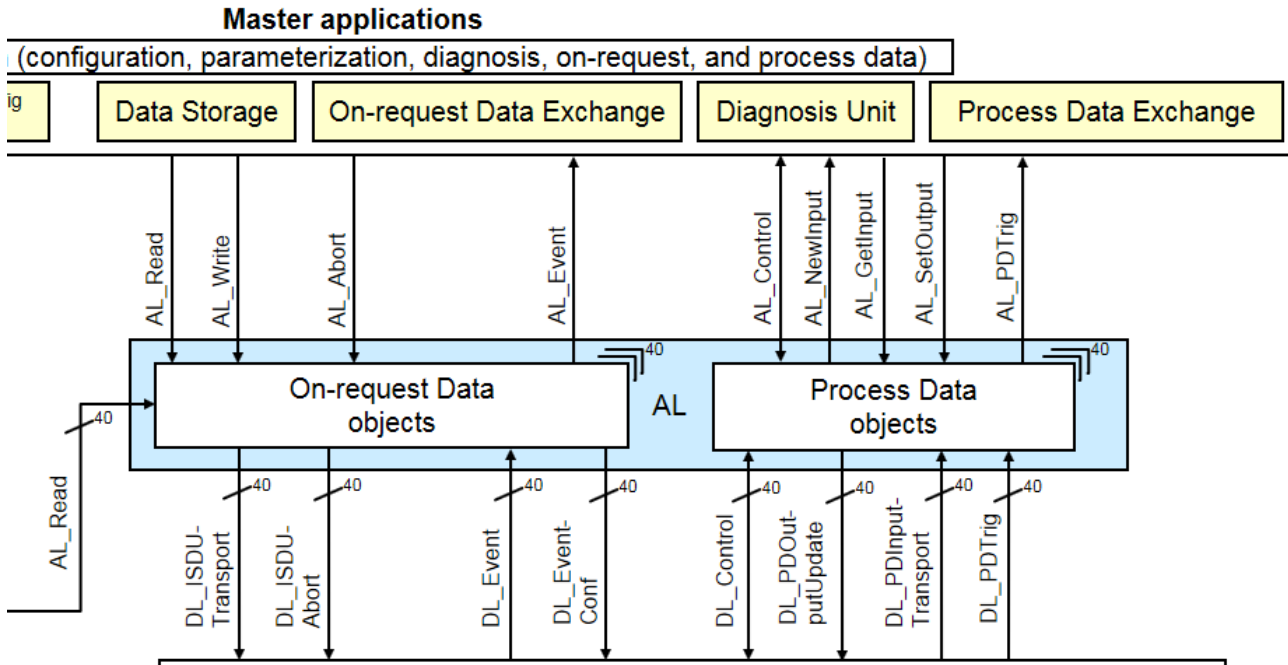 Master applications
(configuration, parameterization, diagnosis, on-request, and process data)
ig
Data Storage
On-request Data Exchange
Diagnosis Unit
Process Data Exchange
AL_Read
AL_Write
AL_Abort
AL_Event
AL_Control
AL_NewInput
AL_GetInput
AL_SetOutput
AL_PDTrig
40
40
On-request Data
objects
AL
Process Data
objects
40
AL_Read
40
40
40
40
40
40
40
40
DL_ISDU-
Transport
DL_ISDU-
Abort
DL_Event
DL_Event-
Conf
DL_Control
DL_PDOut-
putUpdate
DL_PDInput-
Transport
DL_PDTrig